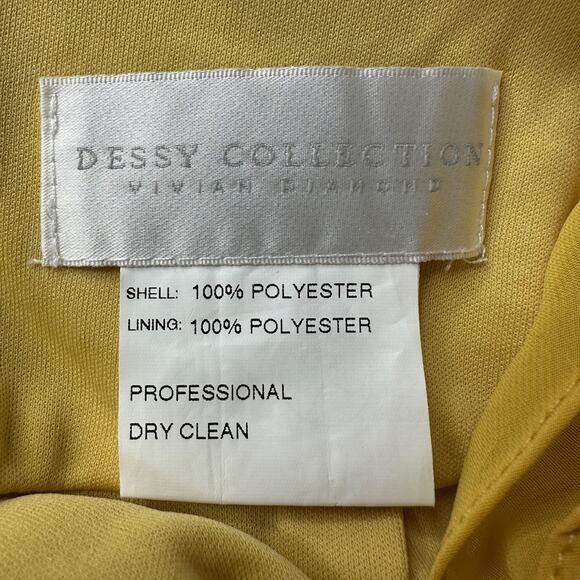 DESSY COLLECTION
VIVIAN DIAMOND
SHELL: 100% POLYESTER
LINING: 100% POLYESTER
PROFESSIONAL
DRY CLEAN